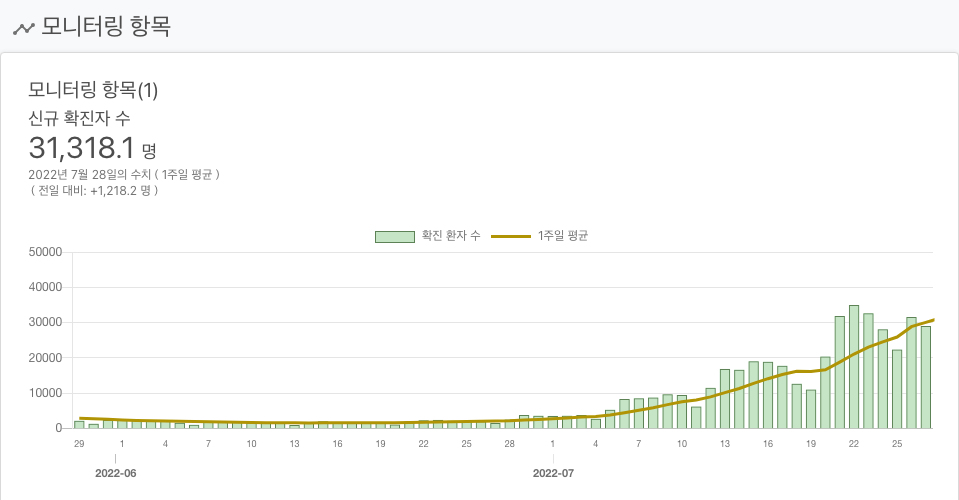 모니터링 항목
모니터링 항목(1)
신규 확진자 수
31,318.1 명
2022년 7월 28일의 수치 ( 1주일 평균 )
( 전일 대비: +1,218.2 명 )
확진 환자 수 1주일 평균
50000
40000
30000
20000
10000
0
29 1 4 7 10 13 16 19 22 25 28 1 4 7 10 13 16 19 22 25
2022-06 2022-07